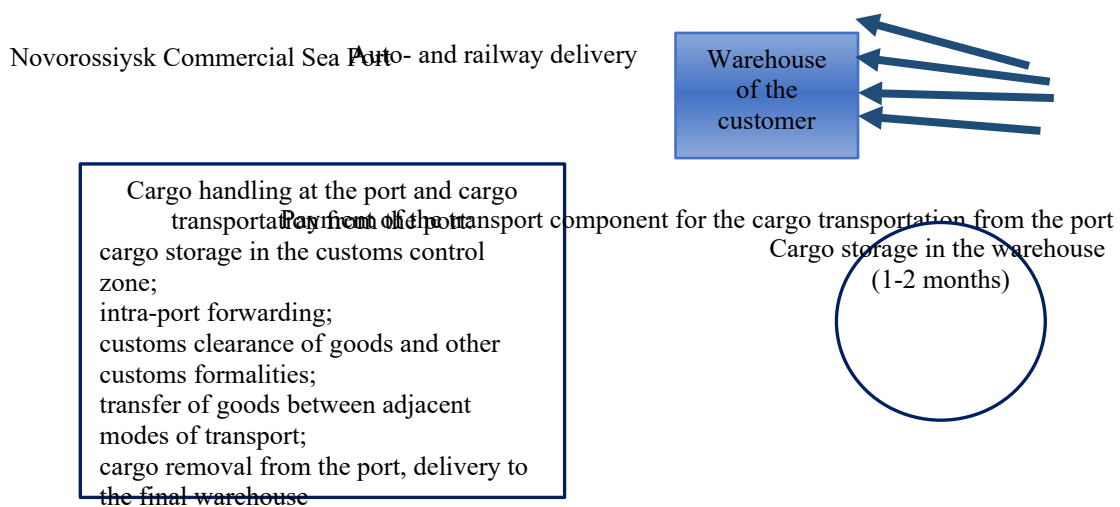 Novorossiysk Commercial Sea Port
Auto- and railway delivery
Warehouse
of the
customer
Cargo handling at the port and cargo
transportation from the port:
cargo storage in the customs control
zone;
intra-port forwarding;
customs clearance of goods and other
customs formalities;
transfer of goods between adjacent
modes of transport;
cargo removal from the port, delivery to
the final warehouse
Payment of the transport component for the cargo transportation from the port
Cargo storage in the warehouse
(1-2 months)